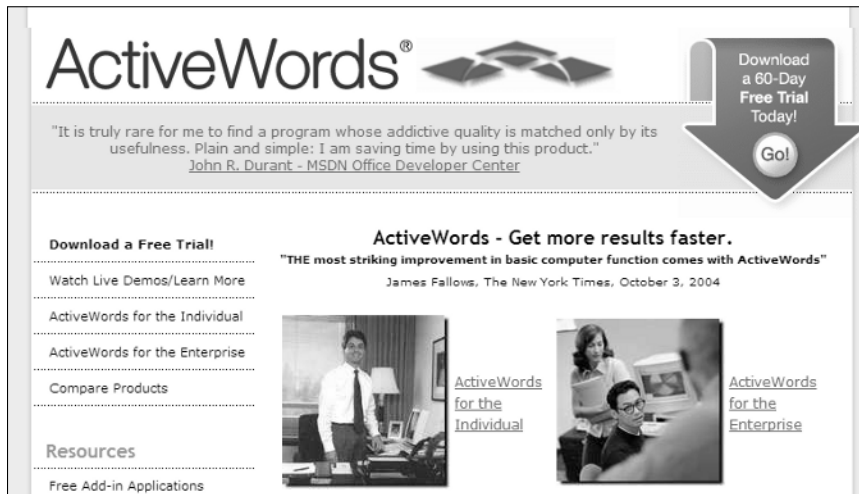 ActiveWords®
Download
a 60-Day
Free Trial
Today!
Go!
"It is truly rare for me to find a program whose addictive quality is matched only by its
usefulness. Plain and simple: I am saving time by using this product."
John R. Durant - MSDN Office Developer Center
Download a Free Trial!
Watch Live Demos/Learn More
ActiveWords for the Individual
ActiveWords for the Enterprise
Compare Products
Resources
Free Add-in Applications
ActiveWords - Get more results faster.
"THE most striking improvement in basic computer function comes with ActiveWords"
James Fallows, The New York Times, October 3, 2004
ActiveWords
for the
Individual
ActiveWords
for the
Enterprise